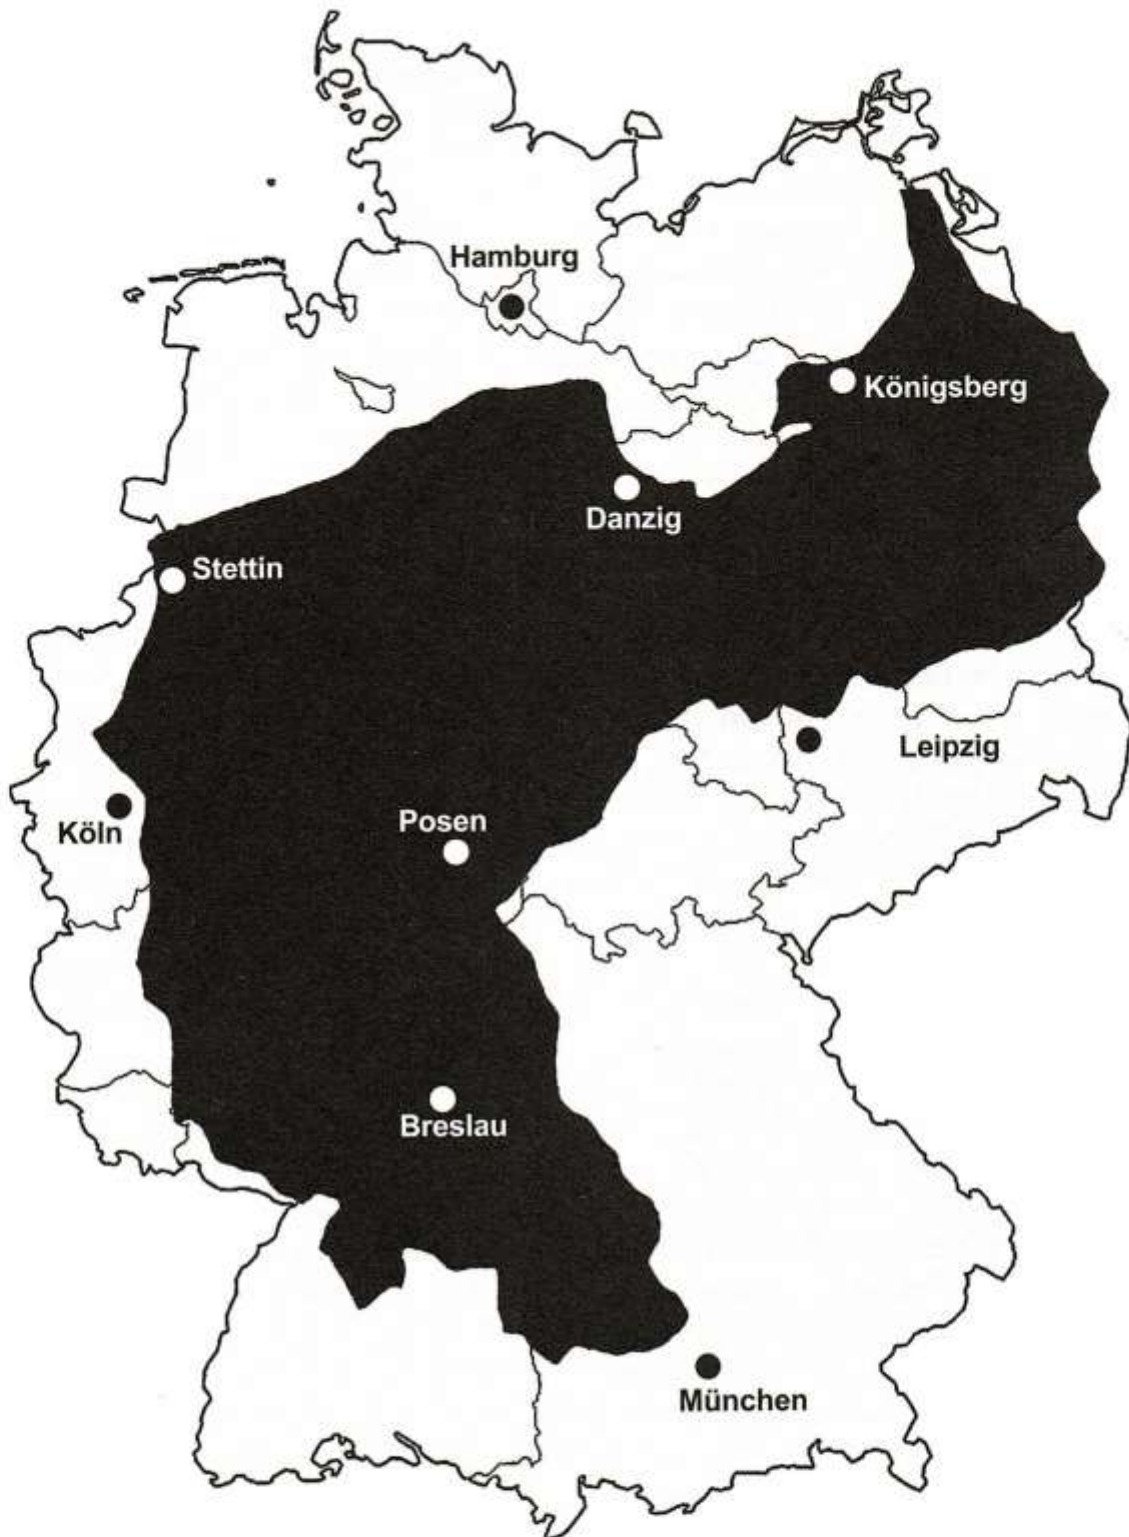 Hamburg
Königsberg
Danzig
Stettin
Leipzig
Posen
Köln
Breslau
München